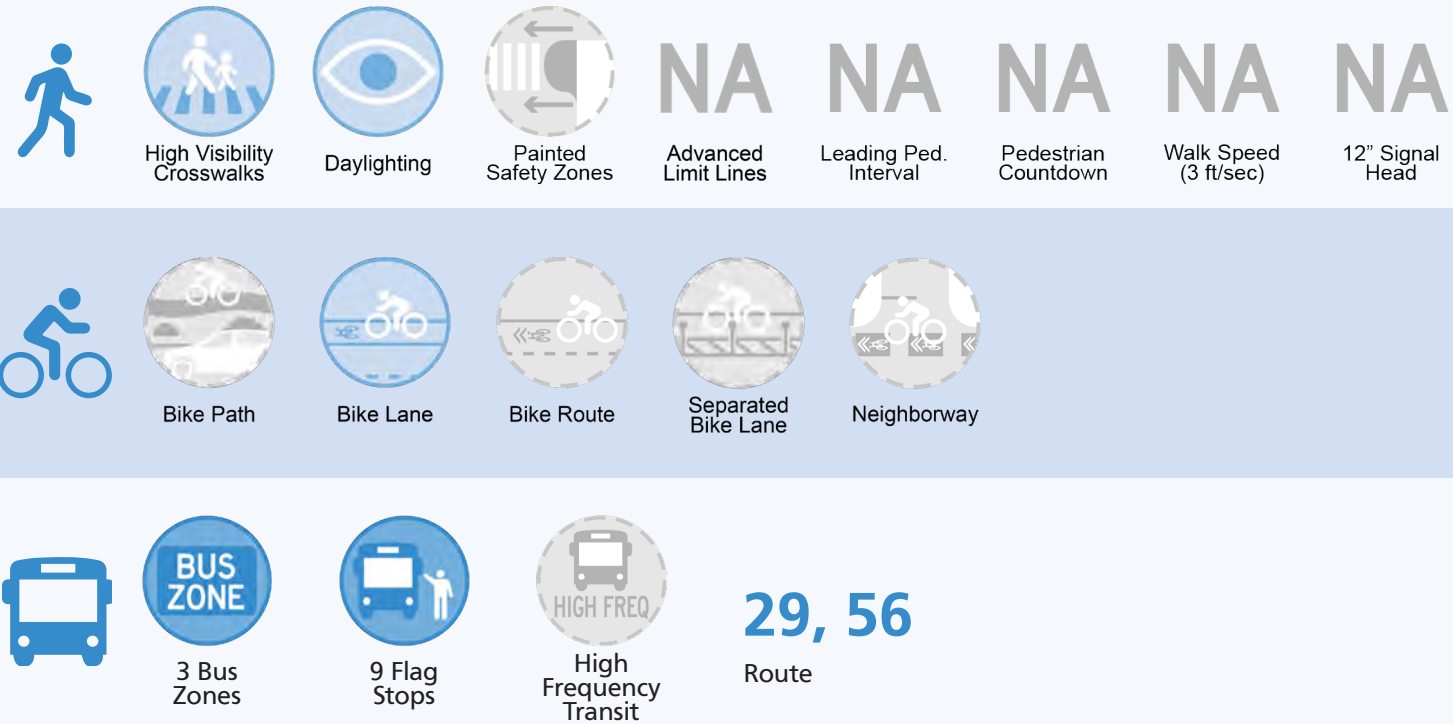 NA NA NA NA NA
High Visibility
Crosswalks
Daylighting
Painted
Safety Zones
Advanced
Limit Lines
Leading Ped.
Interval
Pedestrian
Countdown
Walk Speed
(3 ft/sec)
12” Signal
Head
Bike Path
Bike Lane
Bike Route
Separated
Bike Lane
Neighborway
BUS
ZONE
3 Bus
Zones
9 Flag
Stops
HIGH FREQ
High
Frequency
Transit
29, 56
Route